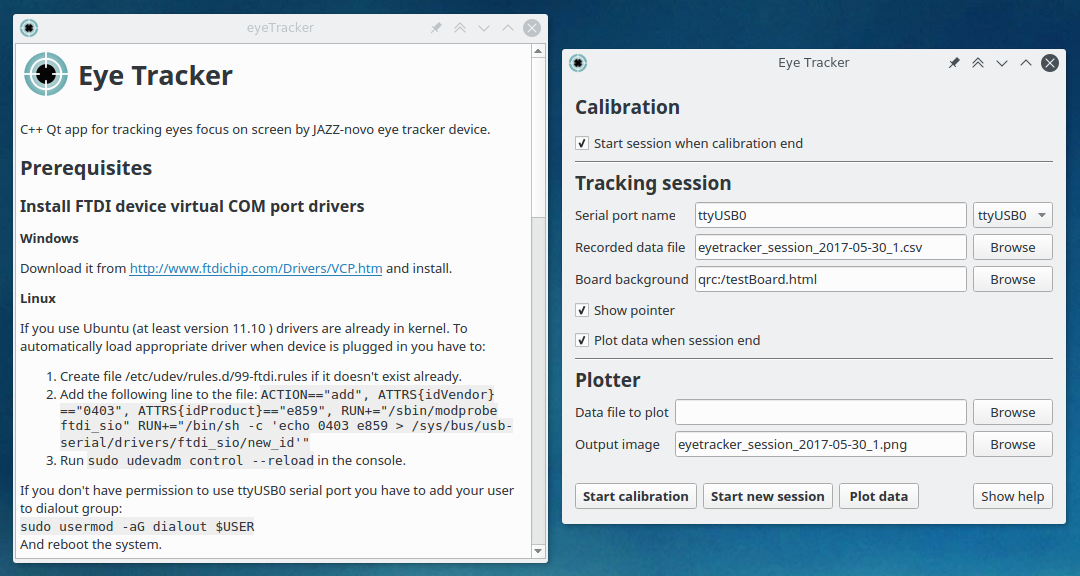 eyeTracker
Eye Tracker
C++ Qt app for tracking eyes focus on screen by JAZZ-novo eye tracker device.
Prerequisites
Install FTDI device virtual COM port drivers
Windows
Download it from http://www.ftdichip.com/Drivers/VCP.htm and install.
Linux
If you use Ubuntu (at least version 11.10 ) drivers are already in kernel. To
automatically load appropriate driver when device is plugged in you have to:
1. Create file /etc/udev/rules.d/99-ftdi.rules if it doesn't exist already.
2. Add the following line to the file: ACTION=="add", ATTRS{idVendor}
=="0403", ATTRS{idProduct}=="e859", RUN+="/sbin/modprobe
ftdi_sio" RUN+="/bin/sh -c 'echo 0403 e859 > /sys/bus/usb-
serial/drivers/ftdi_sio/new_id'"
3. Run sudo udevadm control --reload in the console.
If you don't have permission to use ttyUSB0 serial port you have to add your user
to dialout group:
sudo usermod -aG dialout $USER
And reboot the system.
Eye Tracker
Calibration
Start session when calibration end
Tracking session
Serial port name ttyUSB0 ttyUSB0
Recorded data file eyetracker_session_2017-05-30_1.csv Browse
Board background qrc:/testBoard.html Browse
Show pointer
Plot data when session end
Plotter
Data file to plot Browse
Output image eyetracker_session_2017-05-30_1.png Browse
Start calibration Start new session Plot data Show help